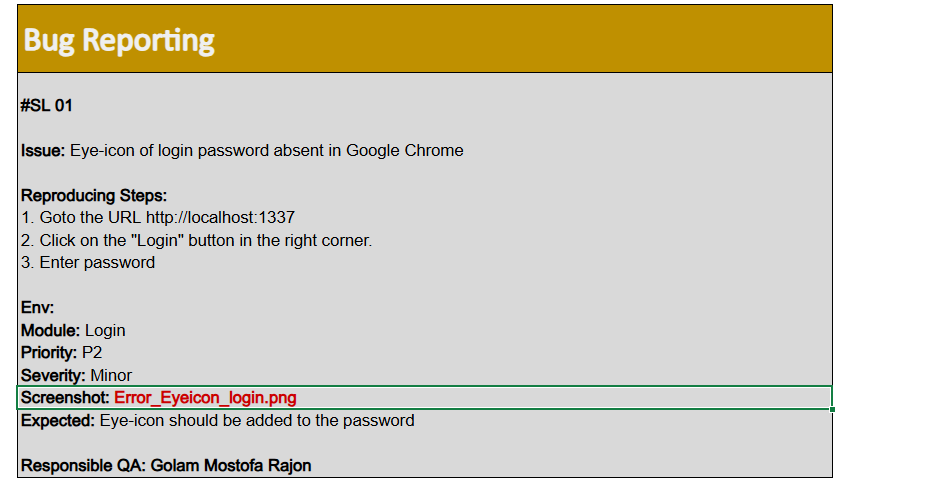 Bug Reporting
#SL 01
Issue: Eye-icon of login password absent in Google Chrome
Reproducing Steps:
1. Goto the URL http://localhost:1337
2. Click on the "Login" button in the right corner.
3. Enter password
Env:
Module: Login
Priority: P2
Severity: Minor
Screenshot: Error_Eyeicon_login.png
Expected: Eye-icon should be added to the password
Responsible QA: Golam Mostofa Rajon